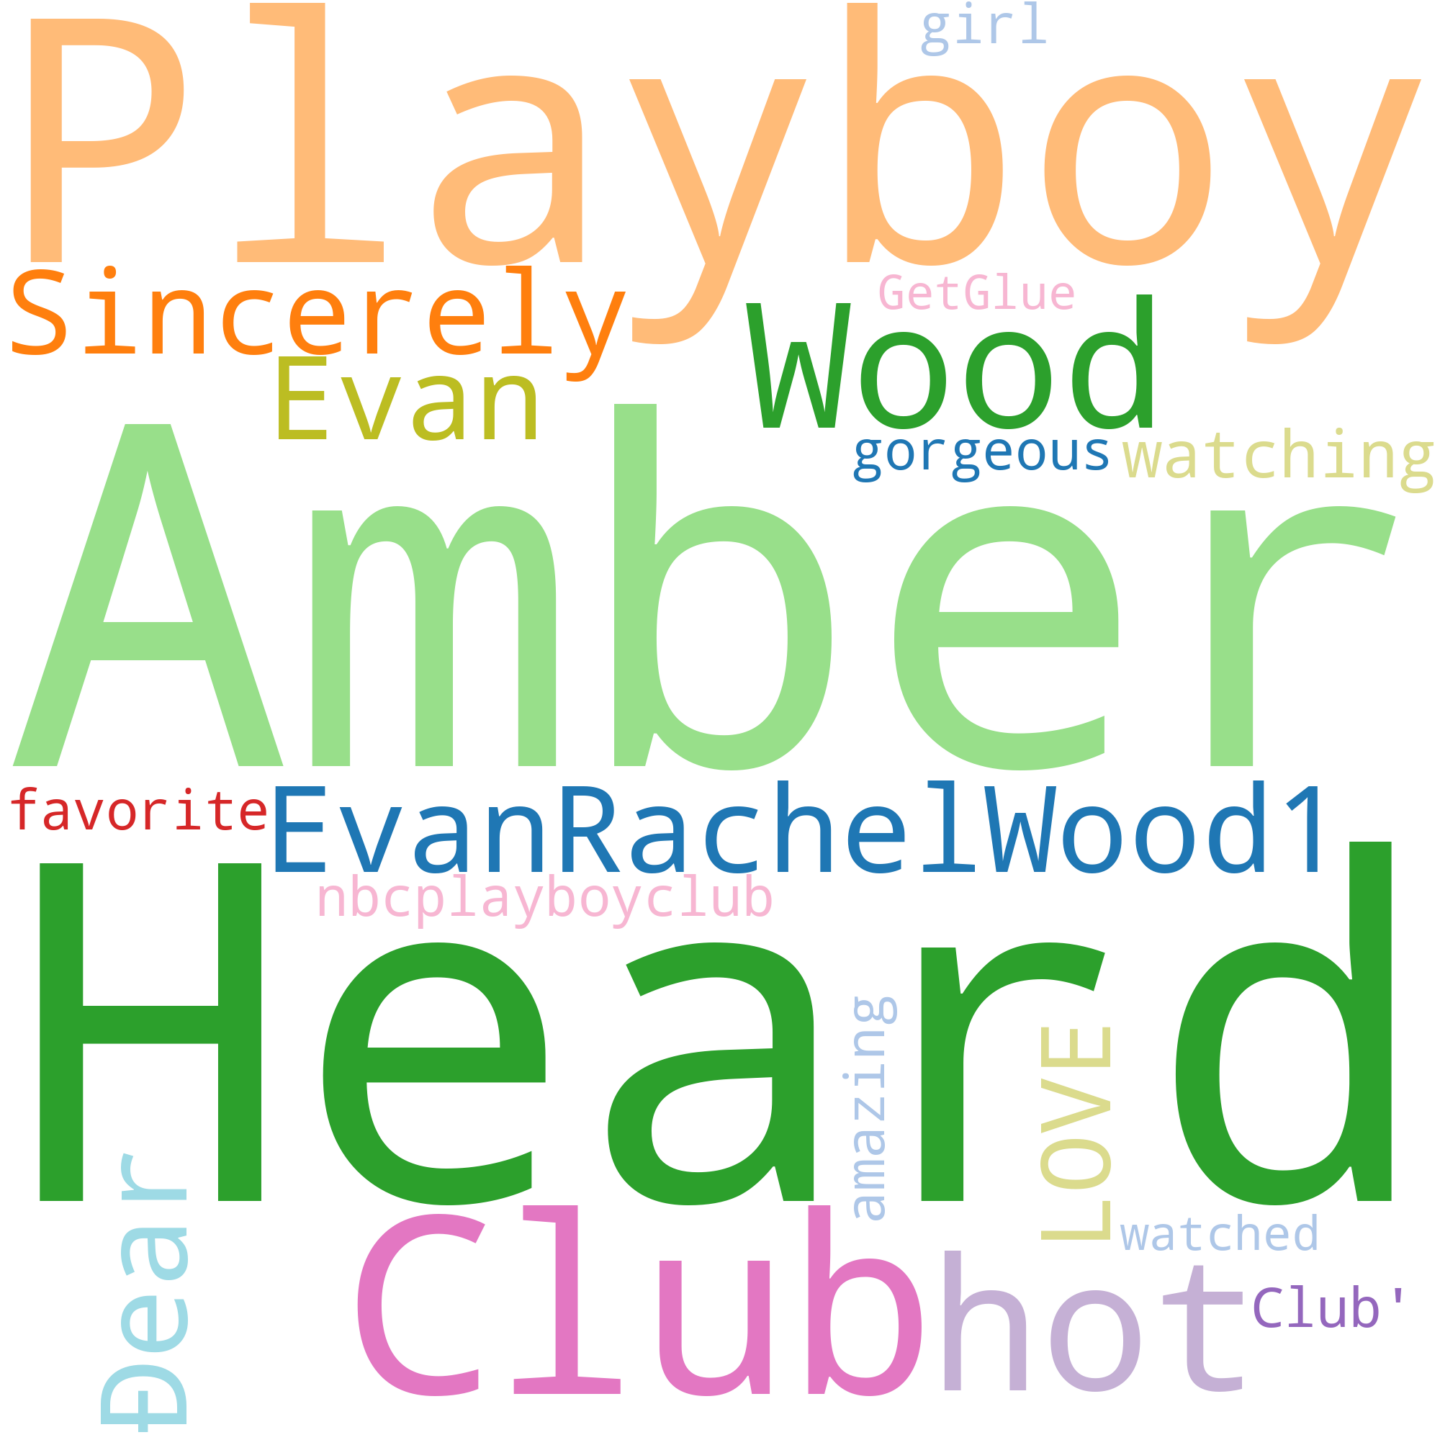 Playboy
girl
Sincerely
GetGlue
Wood
Evan
gorgeous
watching
Amber
favorite
EvanRachelWood1
nbcplayboyclub
Heard
amazing
LOVE
Ðear
Club
watched
hot
Club'